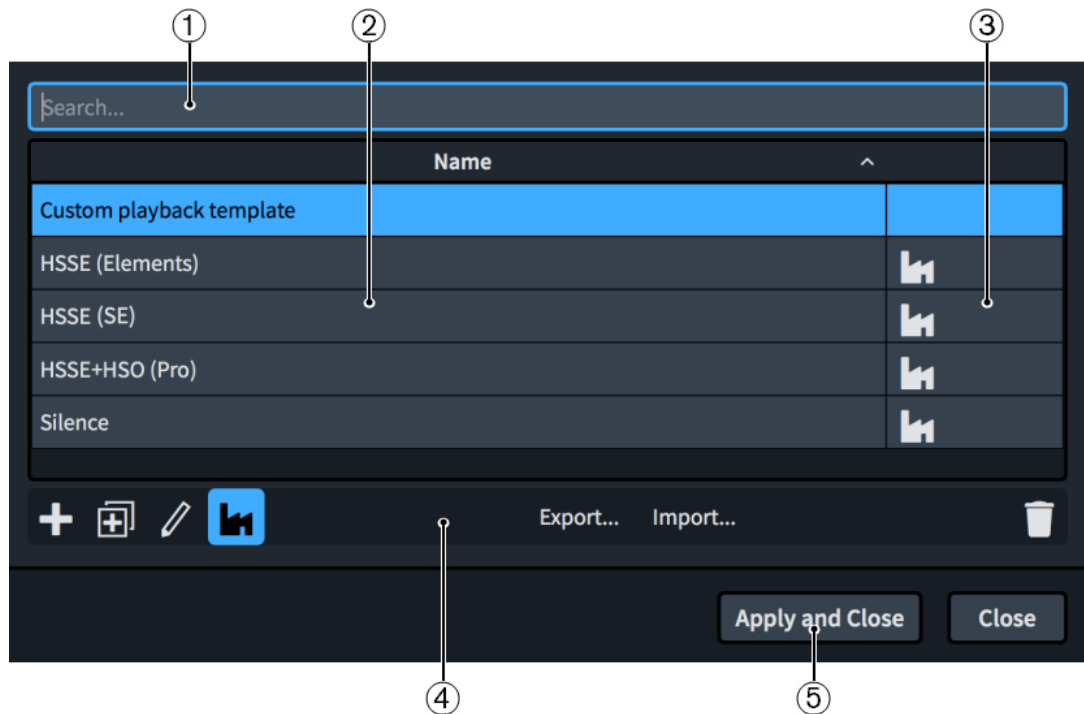 ① ② ③
Search...
Name
Custom playback template
HSSE (Elements)
HSSE (SE)
HSSE+HSO (Pro)
Silence
Export... Import...
Apply and Close Close
④ ⑤